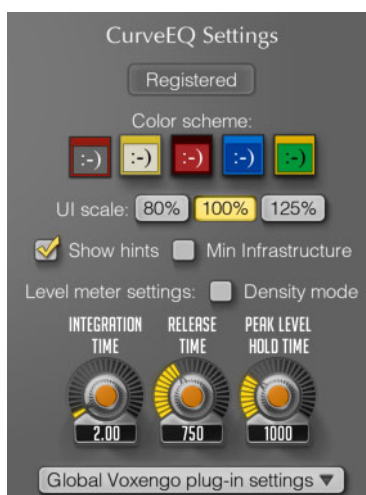 CurveEQ Settings
Registered
Color scheme:
:-) :-) :-) :-) :-)
UI scale: 80% 100% 125%
Show hints Min Infrastructure
Level meter settings: Density mode
INTEGRATION TIME RELEASE TIME PEAK LEVEL HOLD TIME
2.00 750 1000
Global Voxengo plug-in settings ▼